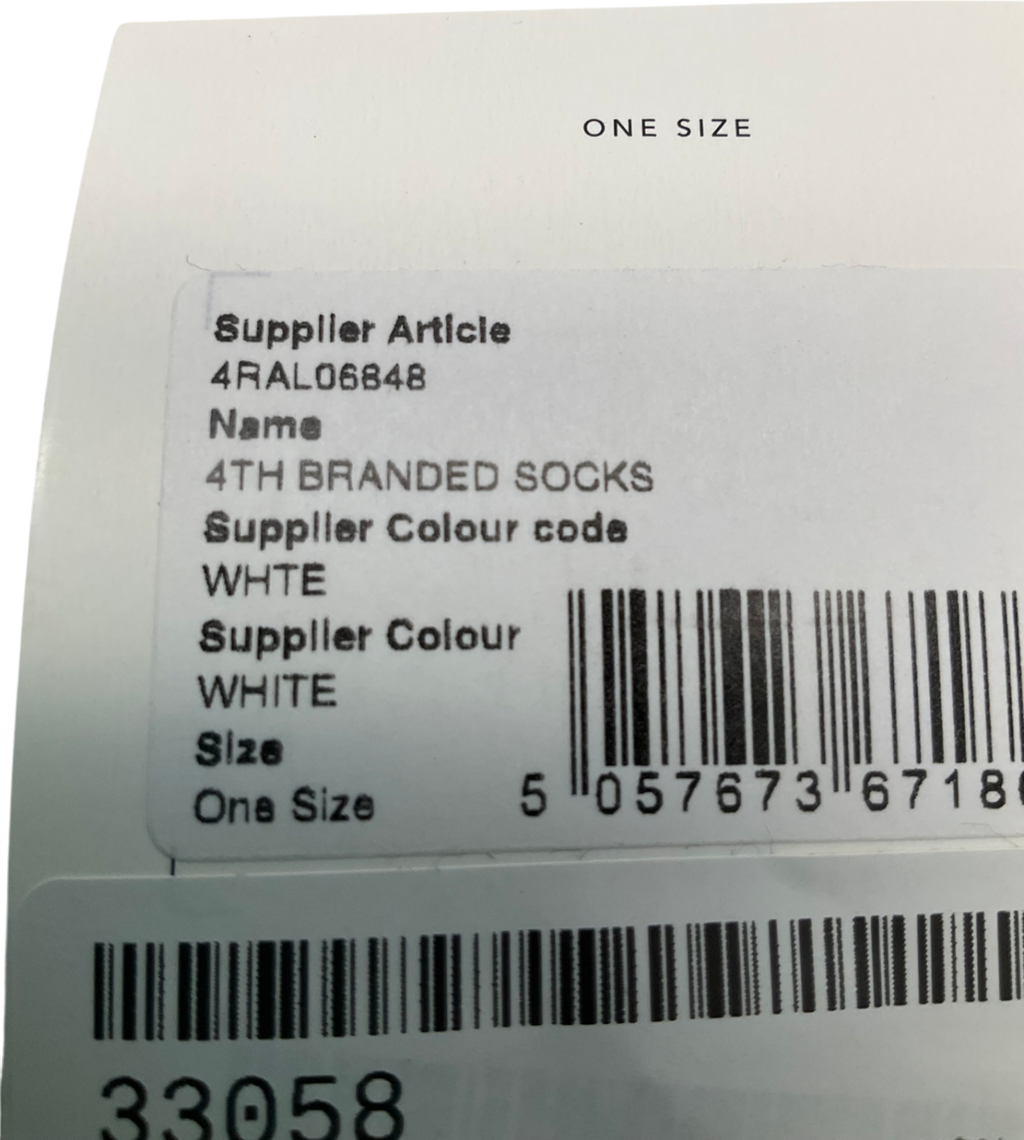 ONE SIZE
Supplier Article
4RAL06848
Name
4TH BRANDED SOCKS
Supplier Colour code
WHTE
Supplier Colour
WHITE
Size
One Size
5 057673 6718
33058